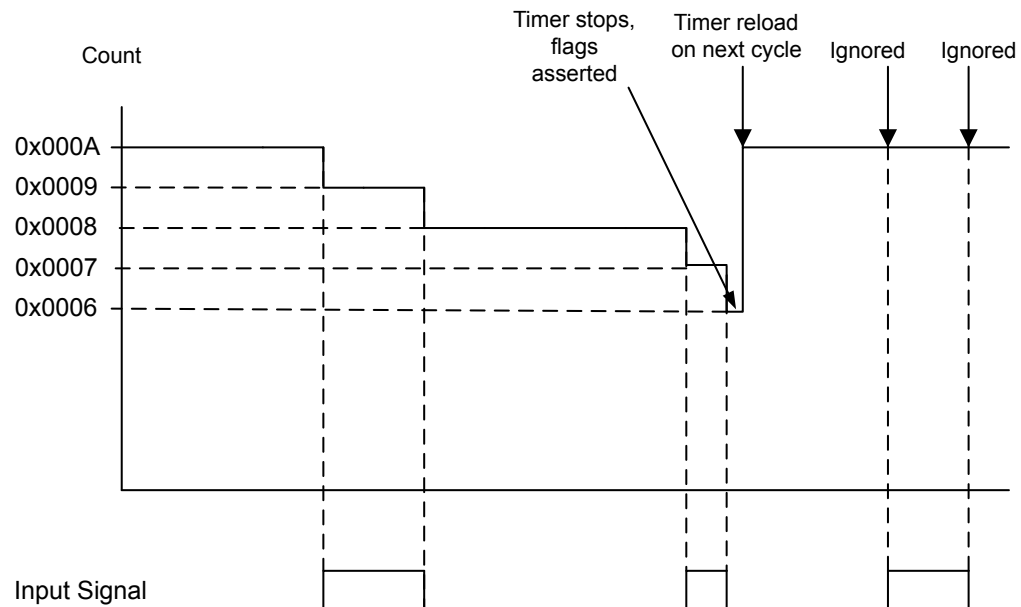 Timer stops,
flags
asserted
Timer reload
on next cycle
Ignored
Ignored
Count
0x000A
0x0009
0x0008
0x0007
0x0006
Input Signal